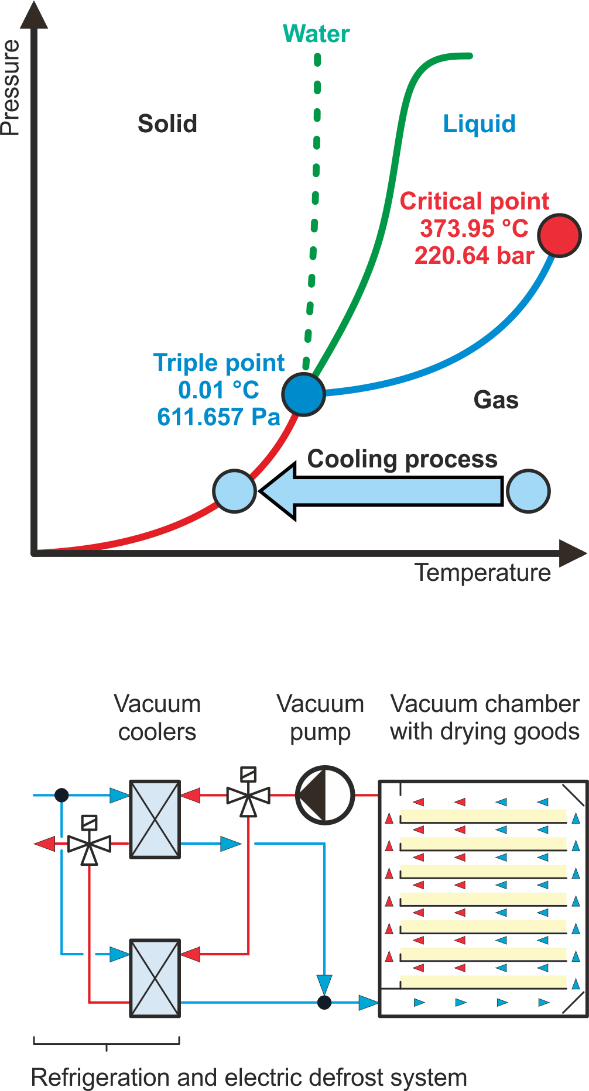 Pressure
Water
Solid
Liquid
Critical point
373.95 °C
220.64 bar
Triple point
0.01 °C
611.657 Pa
Gas
Cooling process
Temperature
Vacuum
coolers
Vacuum
pump
Vacuum chamber
with drying goods
Refrigeration and electric defrost system